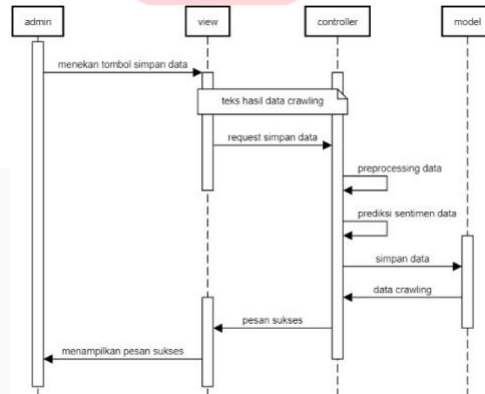 admin view controller model
menekan tombol simpan data
teks hasil data crawling
request simpan data
preprocessing data
prediksi sentimen data
simpan data
data crawling
pesan sukses
menampilkan pesan sukses